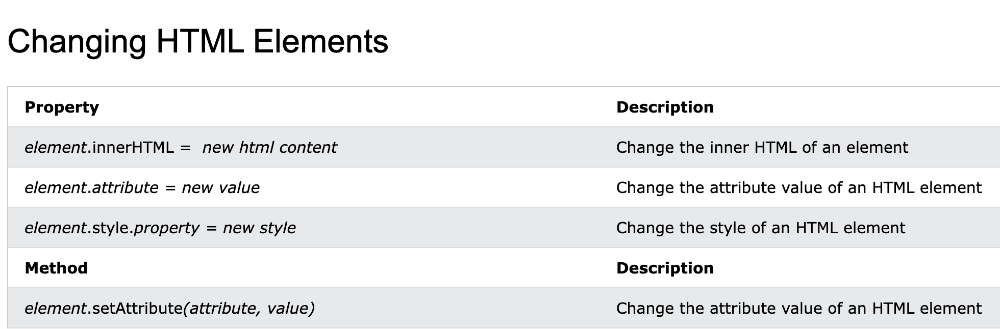 Changing HTML Elements
Property Description
element.innerHTML = new html content Change the inner HTML of an element
element.attribute = new value Change the attribute value of an HTML element
element.style.property = new style Change the style of an HTML element
Method Description
element.setAttribute(attribute, value) Change the attribute value of an HTML element